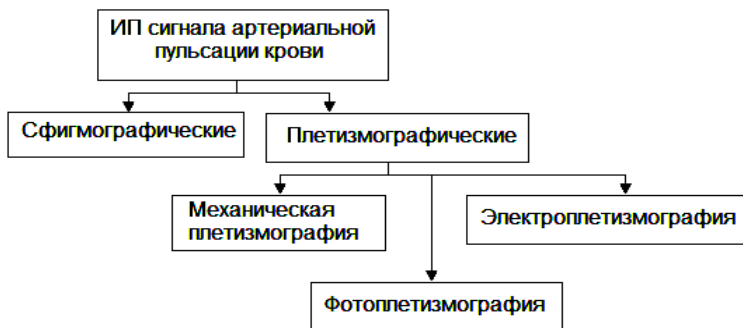 ИП сигнала артериальной
пульсации крови
Сфигмографические
Плетизмографические
Механическая
плетизмография
Электроплетизмография
Фотоплетизмография